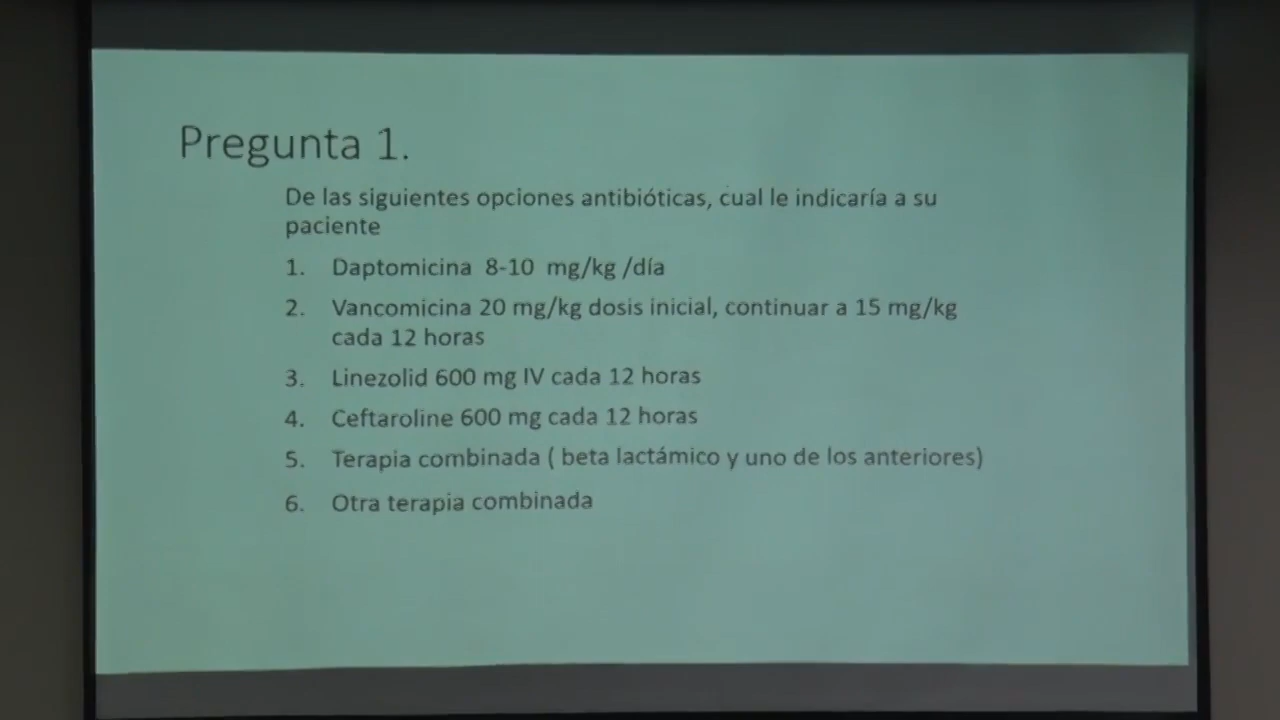 Pregunta 1.
De las siguientes opciones antibióticas, cual le indicaría a su
paciente
1. Daptomicina 8-10 mg/kg /día
2. Vancomicina 20 mg/kg dosis inicial, continuar a 15 mg/kg
cada 12 horas
3. Linezolid 600 mg IV cada 12 horas
4. Ceftaroline 600 mg cada 12 horas
5. Terapia combinada ( beta lactámico y uno de los anteriores)
6. Otra terapia combinada